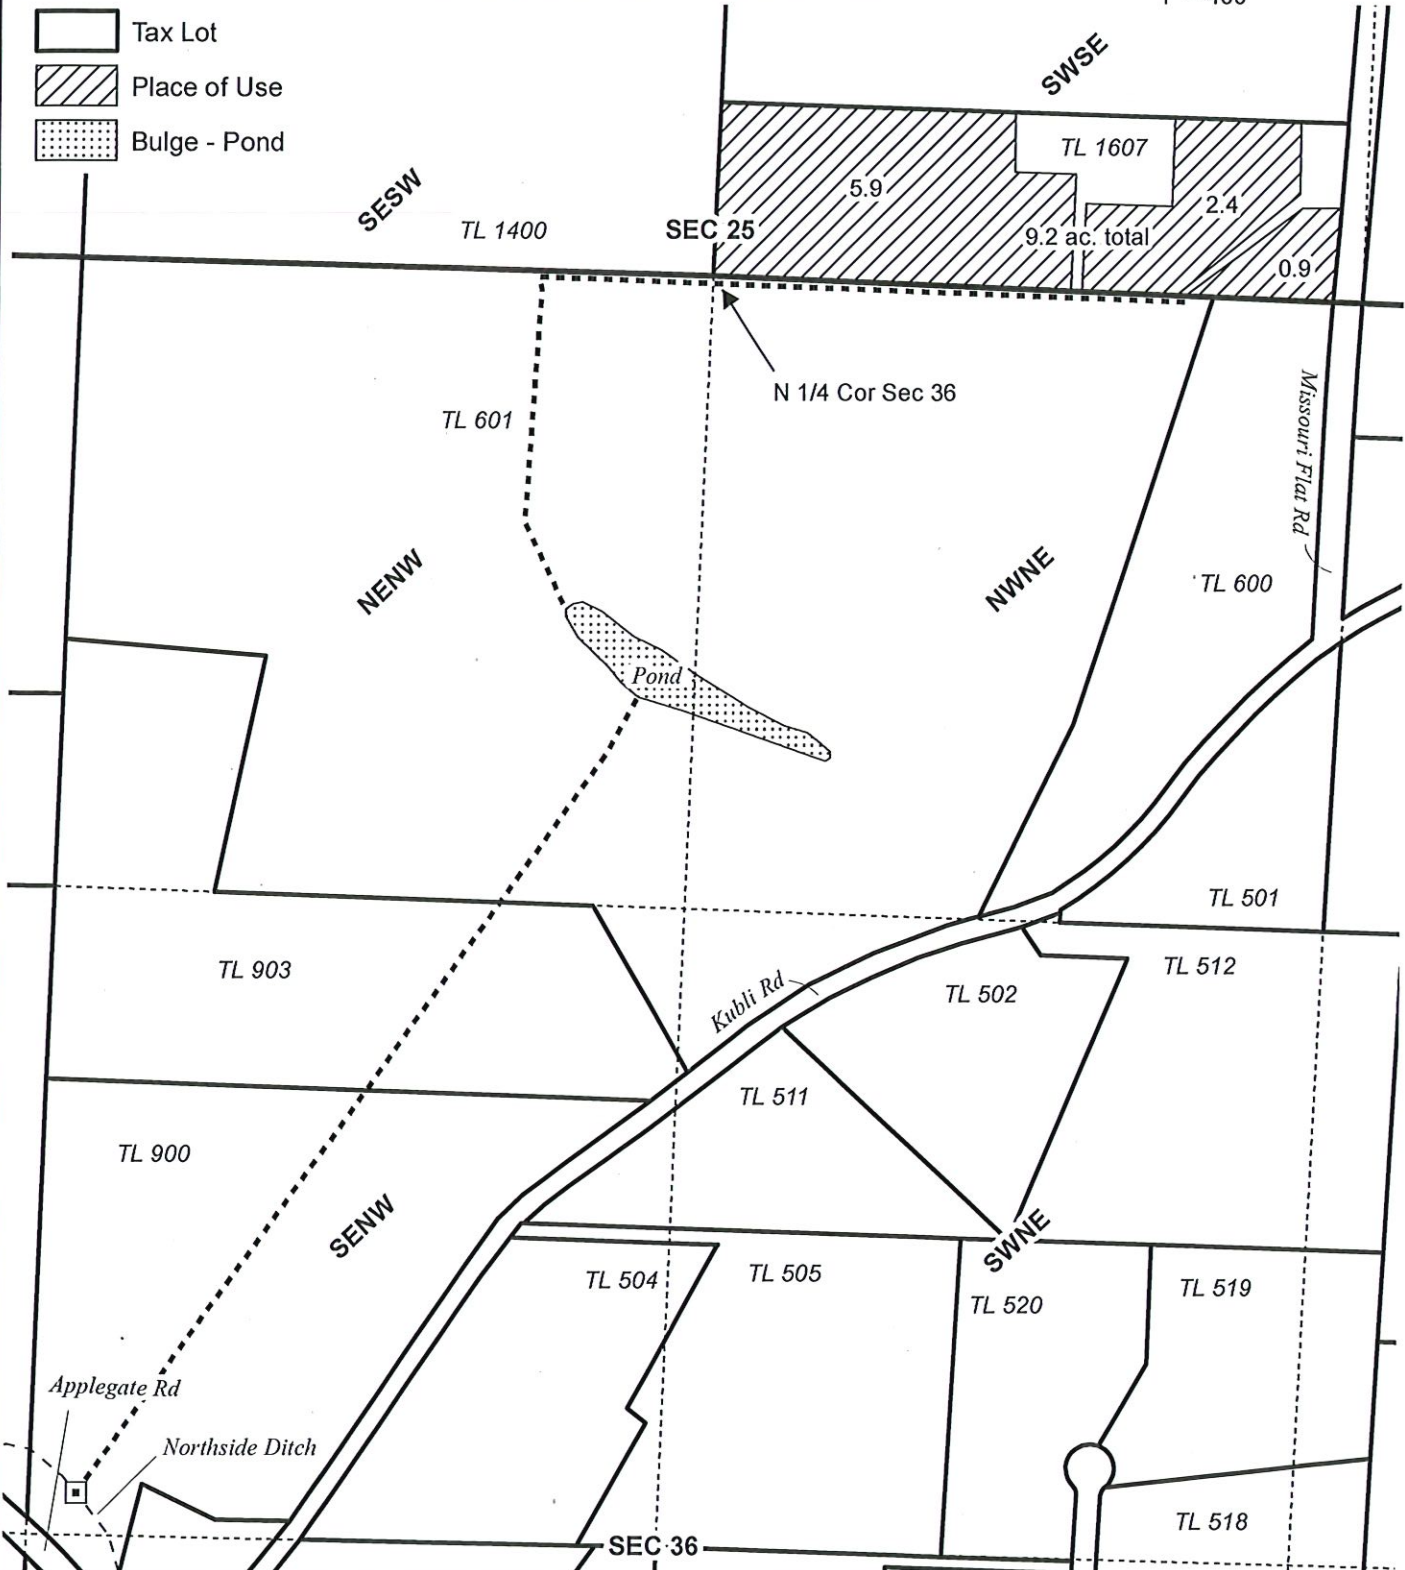 Tax Lot
Place of Use
Bulge - Pond
SWSE
TL 1607
5.9
2.4
9.2 ac. total
0.9
SESW
TL 1400
SEC 25
N 1/4 Cor Sec 36
TL 601
Missouri Flat Rd
NENW
NWNE
TL 600
Pond
TL 501
TL 903
TL 512
TL 502
Kubli Rd
TL 511
TL 900
SENW
SWNE
TL 504
TL 505
TL 520
TL 519
Applegate Rd
Northside Ditch
TL 518
SEC 36